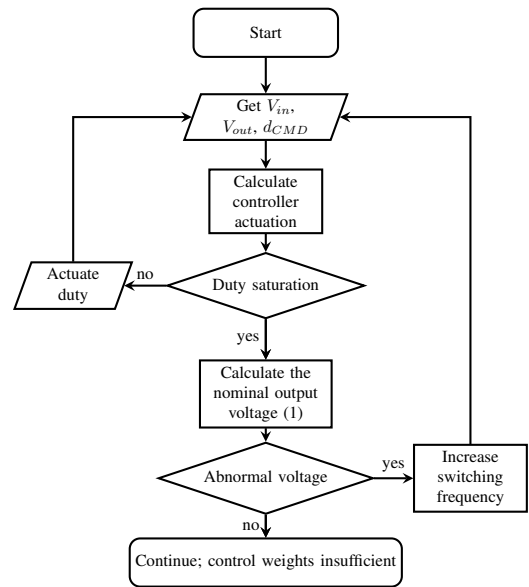 Start
Get V_in,
V_out, d_CMD
Calculate
controller
actuation
Actuate
duty
no
Duty saturation
yes
Calculate the
nominal output
voltage (1)
Abnormal voltage
yes
Increase
switching
frequency
no
Continue; control weights insufficient